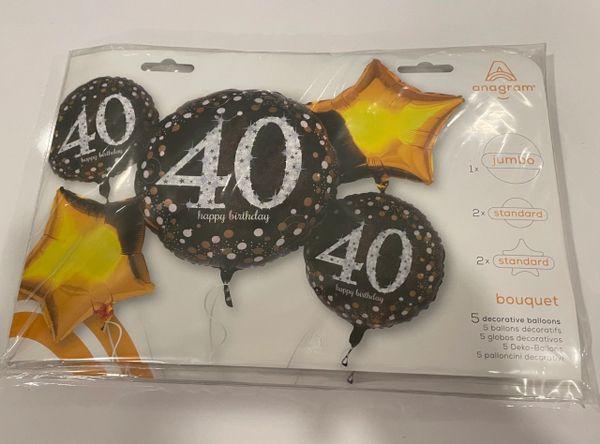 40
happy birthday
40
happy birthday
40
happy birthday
anagram
1x jumbo
2x standard
2x standard
bouquet
5 decorative balloons
5 ballons décoratifs
5 globos decorativos
5 Deko-Ballons
5 palloncini decorativi